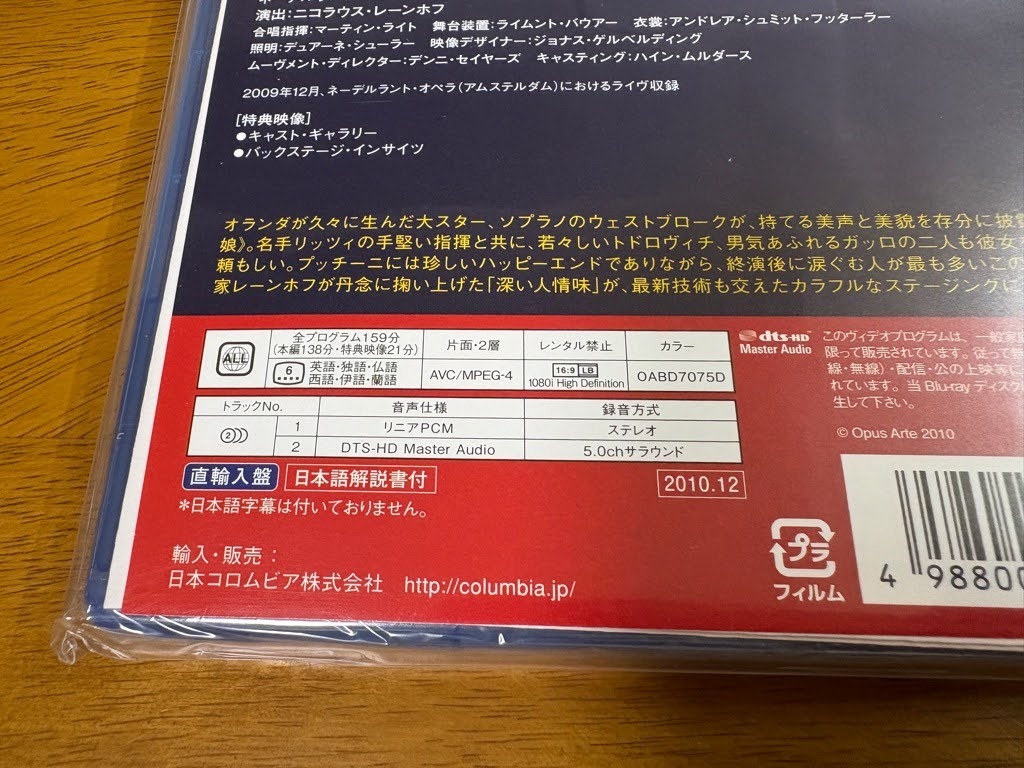 演出：ニコラウス・レーンホフ
合唱指揮：マーティン・ライト 舞台装置：ライムント・バウアー 衣裳：アンドレア・シュミット・フッターラー
照明：デュアーネ・シューラー 映像デザイナー：ジョナス・ゲルベルディング
ムーヴメント・ディレクター：デンニ・セイヤーズ キャスティング：ハイン・ムルダース
2009年12月、ネーデルラント・オペラ（アムステルダム）におけるライヴ収録
［特典映像］
●キャスト・ギャラリー
●バックステージ・インサイツ
オランダが久々に生んだ大スター、ソプラノのウェストブロークが、持てる美声と美貌を存分に披
娘》。名手リッツィの手堅い指揮と共に、若々しいトドロヴィチ、男気あふれるガッロの二人も彼女
頼もしい。プッチーニには珍しいハッピーエンドでありながら、終演後に涙ぐむ人が最も多いこの
家レーンホフが丹念に掬い上げた「深い人情味」が、最新技術も交えたカラフルなステージングに
ALL
全プログラム159分
（本編138分・特典映像21分）
片面・2層
レンタル禁止
カラー
6
英語・独語・仏語
西語・伊語・蘭語
AVC/MPEG-4
16:9 LB
1080i High Definition
OABD7075D
トラックNo. 音声仕様 録音方式
2
1 リニアPCM ステレオ
2 DTS-HD Master Audio 5.0chサラウンド
dts-HD
Master Audio
このヴィデオプログラムは、一般家
限って販売されています。従って
線・無線）・配信・公の上映等に
れています。当 Blu-ray ディスク
生して下さい。
© Opus Arte 2010
直輸入盤 日本語解説書付
2010.12
＊日本語字幕は付いておりません。
輸入・販売：
日本コロムビア株式会社 http://columbia.jp/
プラ
フィルム
4 98800